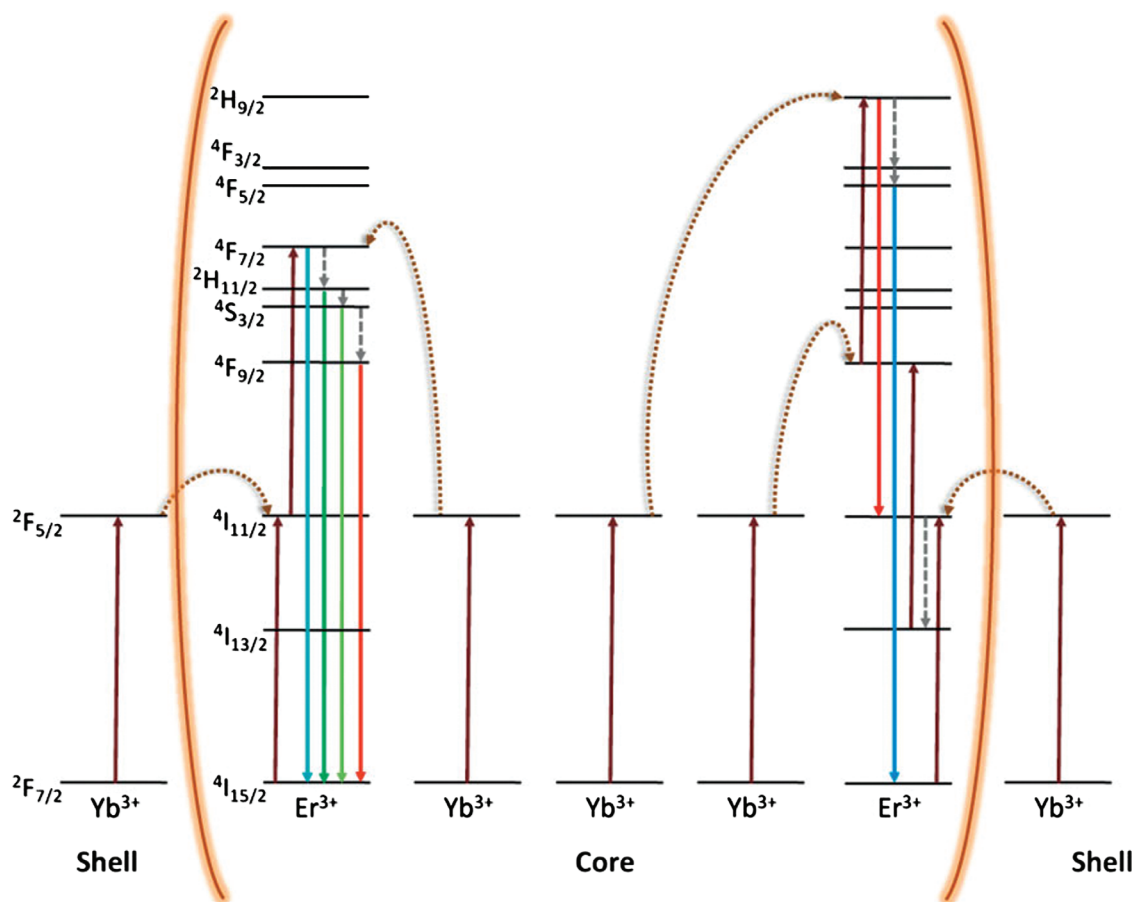 ²H₉/₂
⁴F₃/₂
⁴F₅/₂
⁴F₇/₂
²H₁₁/₂
⁴S₃/₂
⁴F₉/₂
²F₅/₂ ⁴I₁₁/₂
⁴I₁₃/₂
²F₇/₂ ⁴I₁₅/₂
Yb³⁺ Er³⁺ Yb³⁺ Yb³⁺ Yb³⁺ Er³⁺ Yb³⁺
Shell Core Shell